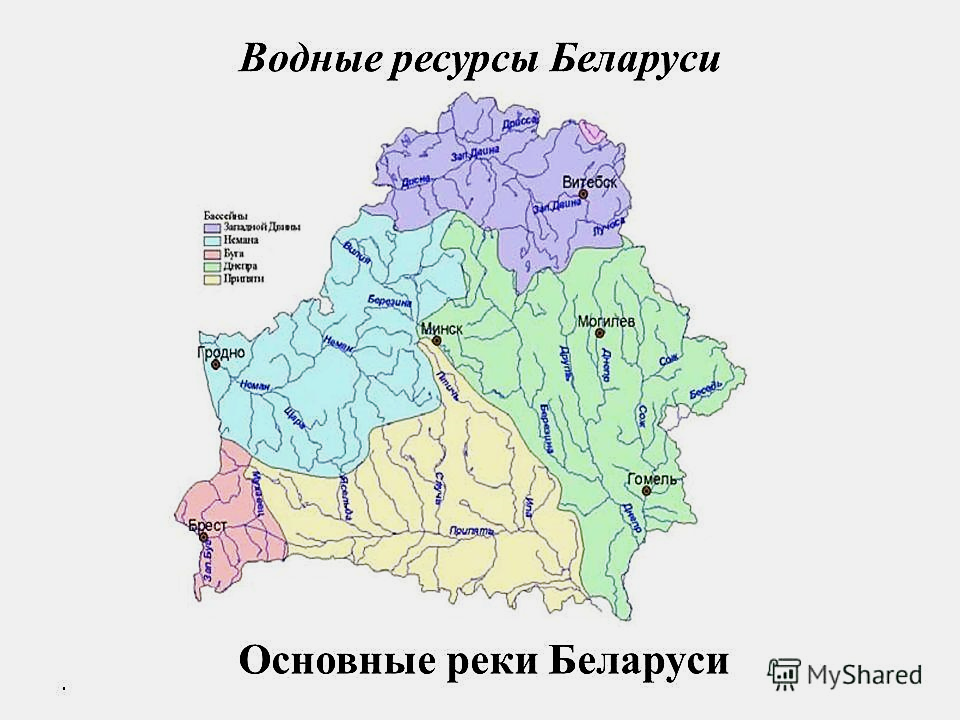 Водные ресурсы Беларуси
Дрисса
Зап.Двина
Дисна
Витебск
Зап.Двина
Лучоса
Бассейны
Западной Двины
Немана
Буга
Днепра
Припяти
Вилия
Березина
Минск
Могилев
Гродно
Неман
Неман
Щара
Птичь
Друть
Днепр
Сож
Беседь
Березина
Сож
Гомель
Мухавец
Ясельда
Случь
Ипа
Днепр
Брест
Припять
Зап.Буг
Основные реки Беларуси
MyShared